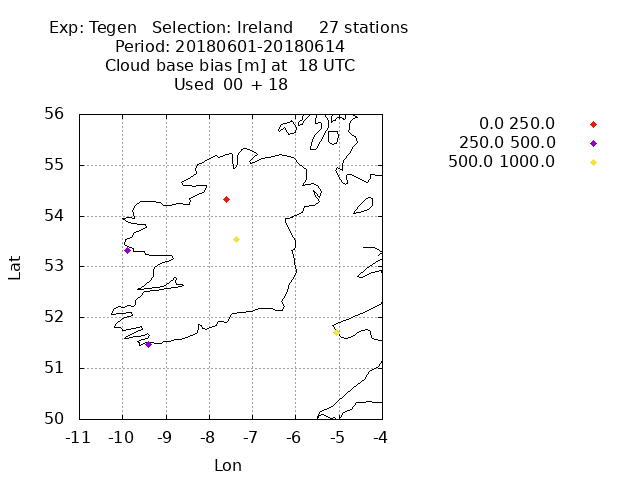 Exp: Tegen   Selection: Ireland     27 stations
Period: 20180601-20180614
Cloud base bias [m] at  18 UTC
Used  00 + 18
0.0 250.0
250.0 500.0
500.0 1000.0
56
55
54
53
52
51
50
Lat
-11 -10 -9 -8 -7 -6 -5 -4
Lon